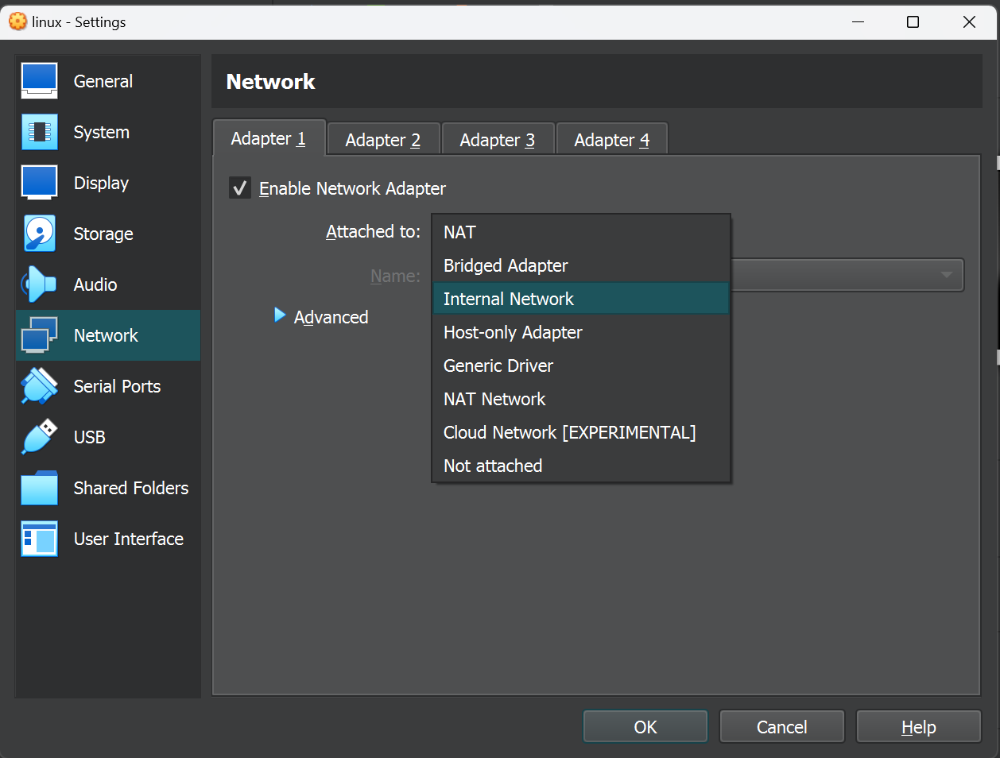 linux - Settings
General
System
Display
Storage
Audio
Network
Serial Ports
USB
Shared Folders
User Interface
Network
Adapter 1
Adapter 2
Adapter 3
Adapter 4
Enable Network Adapter
Attached to:
NAT
Bridged Adapter
Internal Network
Host-only Adapter
Generic Driver
NAT Network
Cloud Network [EXPERIMENTAL]
Not attached
Name:
Advanced
OK
Cancel
Help